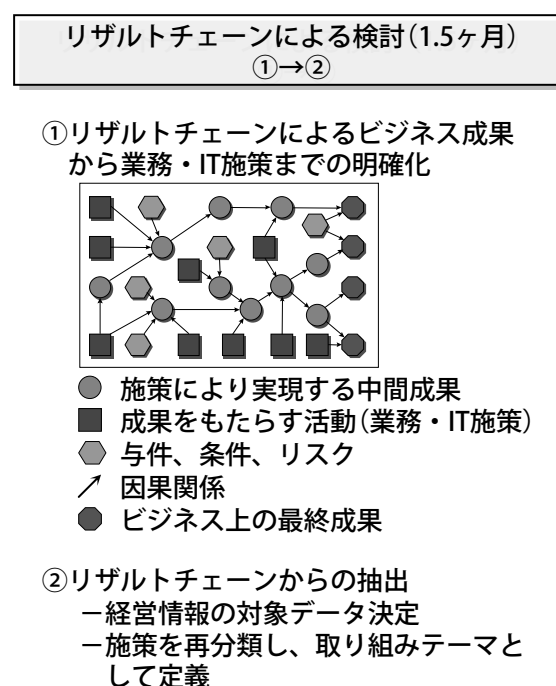 リザルトチェーンによる検討(1.5ヶ月)
①→②
①リザルトチェーンによるビジネス成果
から業務・IT施策までの明確化
施策により実現する中間成果
成果をもたらす活動(業務・IT施策)
与件、条件、リスク
因果関係
ビジネス上の最終成果
②リザルトチェーンからの抽出
－経営情報の対象データ決定
－施策を再分類し、取り組みテーマと
して定義